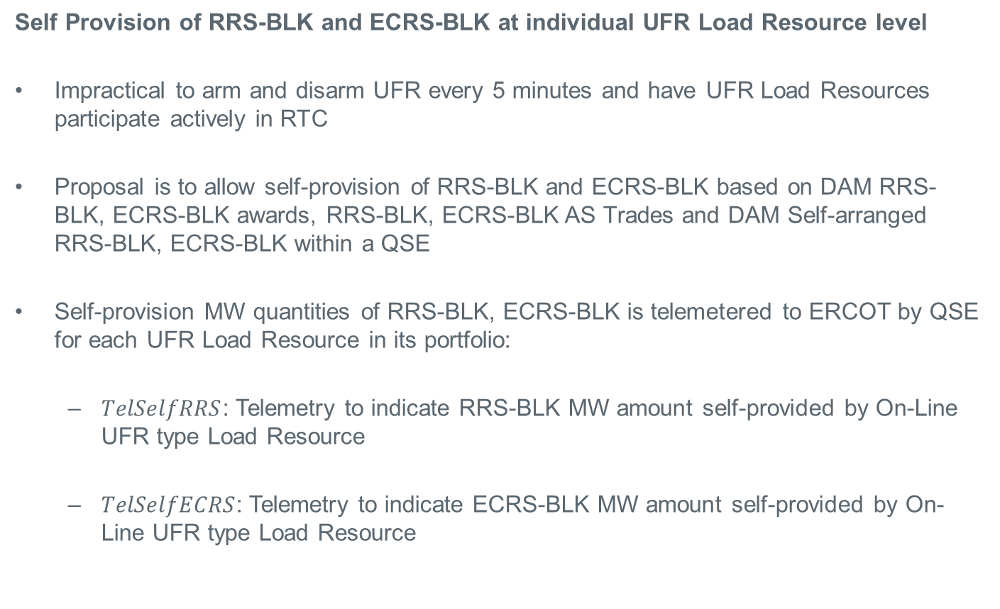 Self Provision of RRS-BLK and ECRS-BLK at individual UFR Load Resource level
• Impractical to arm and disarm UFR every 5 minutes and have UFR Load Resources
participate actively in RTC
• Proposal is to allow self-provision of RRS-BLK and ECRS-BLK based on DAM RRS-
BLK, ECRS-BLK awards, RRS-BLK, ECRS-BLK AS Trades and DAM Self-arranged
RRS-BLK, ECRS-BLK within a QSE
• Self-provision MW quantities of RRS-BLK, ECRS-BLK is telemetered to ERCOT by QSE
for each UFR Load Resource in its portfolio:
– TelSelfRRS: Telemetry to indicate RRS-BLK MW amount self-provided by On-Line
UFR type Load Resource
– TelSelfECRS: Telemetry to indicate ECRS-BLK MW amount self-provided by On-
Line UFR type Load Resource